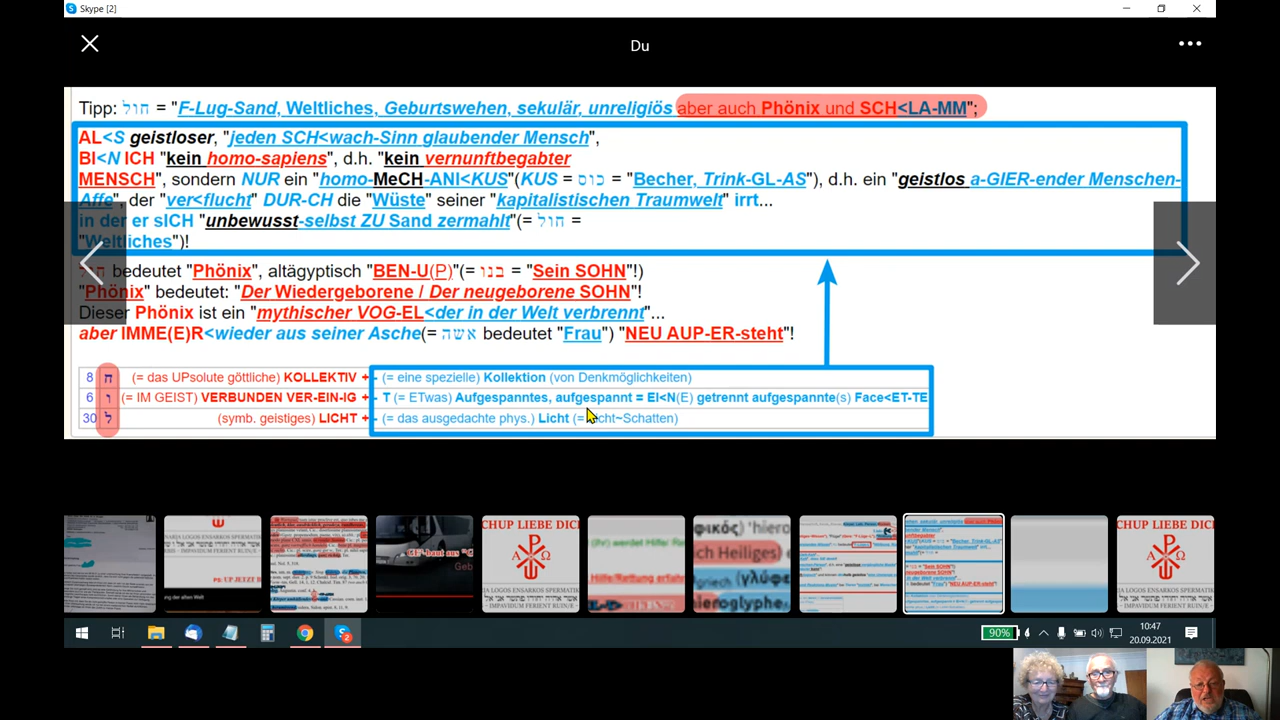 Skype [2]
Du
Tipp: חול = "F-Lug-Sand, Weltliches, Geburtswehen, sekulär, unreligiös aber auch Phönix und SCH<LA-MM";
AL<S geistloser, "jeden SCH<wach-Sinn glaubender Mensch",
BI<N ICH "kein homo-sapiens", d.h. "kein vernunftbegabter
MENSCH", sondern NUR ein "homo-MeCH-ANI<KUS"(KUS = כוס = "Becher, Trink-GL-AS"), d.h. ein "geistlos a-GIER-ender Menschen-
Affe", der "ver<flucht" DUR-CH die "Wüste" seiner "kapitalistischen Traumwelt" irrt...
in der er sICH "unbewusst-selbst ZU Sand zermahlt"(= חול =
"Weltliches")!
חול bedeutet "Phönix", altägyptisch "BEN-U(P)"(= בנו = "Sein SOHN"!)
"Phönix" bedeutet: "Der Wiedergeborene / Der neugeborene SOHN"!
Dieser Phönix ist ein "mythischer VOG-EL<der in der Welt verbrennt"...
aber IMME(E)R<wieder aus seiner Asche(= אשה bedeutet "Frau") "NEU AUP-ER-steht"!
8 ח (= das UPsolute göttliche) KOLLEKTIV + - (= eine spezielle) Kollektion (von Denkmöglichkeiten)
6 ו (= IM GEIST) VERBUNDEN VER-EIN-IG + - T (= ETwas) Aufgespanntes, aufgespannt = EI<N(E) getrennt aufgespannte(s) Face<ET-TE
30 ל (symb. geistiges) LICHT + - (= das ausgedachte phys.) Licht
CHUP LIEBE DICH
A Ω
LOGOS ENSARKOS SPERMATI
IMPAVIDUM FERIENT RUIN
90%
10:47
20.09.2021